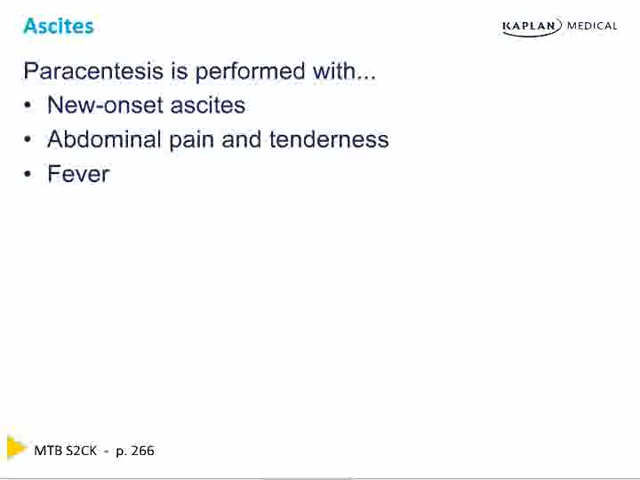 Ascites
KAPLAN MEDICAL
Paracentesis is performed with...
• New-onset ascites
• Abdominal pain and tenderness
• Fever
MTB S2CK - p. 266